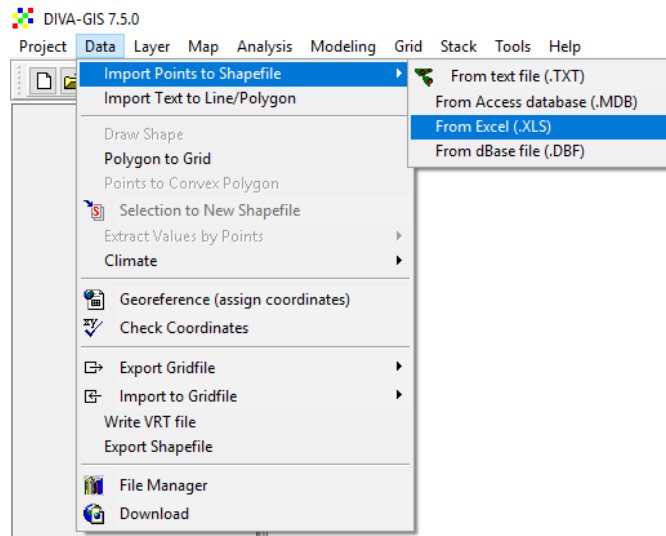 DIVA-GIS 7.5.0
Project Data Layer Map Analysis Modeling Grid Stack Tools Help
Import Points to Shapefile
From text file (.TXT)
Import Text to Line/Polygon
From Access database (.MDB)
From Excel (.XLS)
From dBase file (.DBF)
Draw Shape
Polygon to Grid
Points to Convex Polygon
Selection to New Shapefile
Extract Values by Points
Climate
Georeference (assign coordinates)
Check Coordinates
Export Gridfile
Import to Gridfile
Write VRT file
Export Shapefile
File Manager
Download